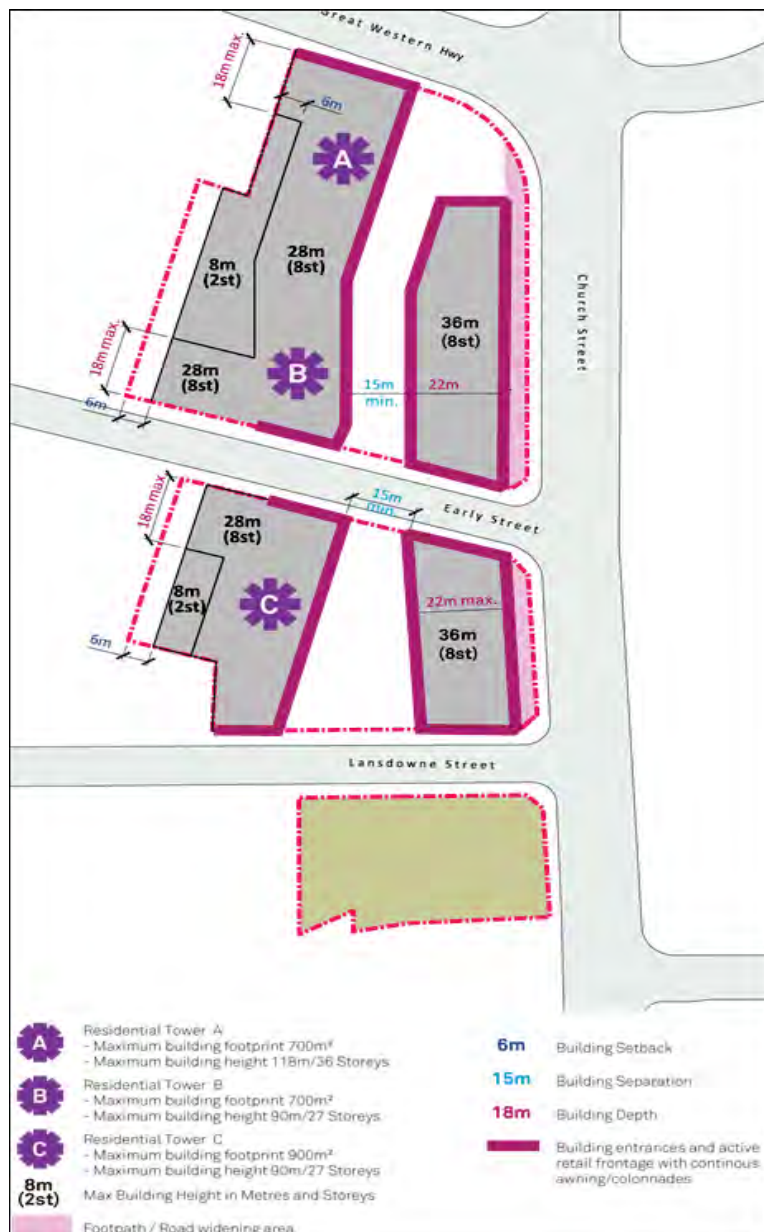 Great Western Hwy
18m max.
6m
A
8m
(2st)
28m
(8st)
36m
(8st)
Church Street
18m max.
28m
(8st)
B
15m
min.
22m
6m
15m
min
Early Street
18m max.
28m
(8st)
8m
(2st)
C
22m max.
36m
(8st)
6m
Lansdowne Street
A
Residential Tower A
- Maximum building footprint 700m²
- Maximum building height 118m/36 Storeys
B
Residential Tower B
- Maximum building footprint 700m²
- Maximum building height 90m/27 Storeys
C
Residential Tower C
- Maximum building footprint 900m²
- Maximum building height 90m/27 Storeys
8m
(2st)
Max Building Height in Metres and Storeys
Footpath / Road widening area
6m
Building Setback
15m
Building Separation
18m
Building Depth
Building entrances and active
retail frontage with continous
awning/colonnades